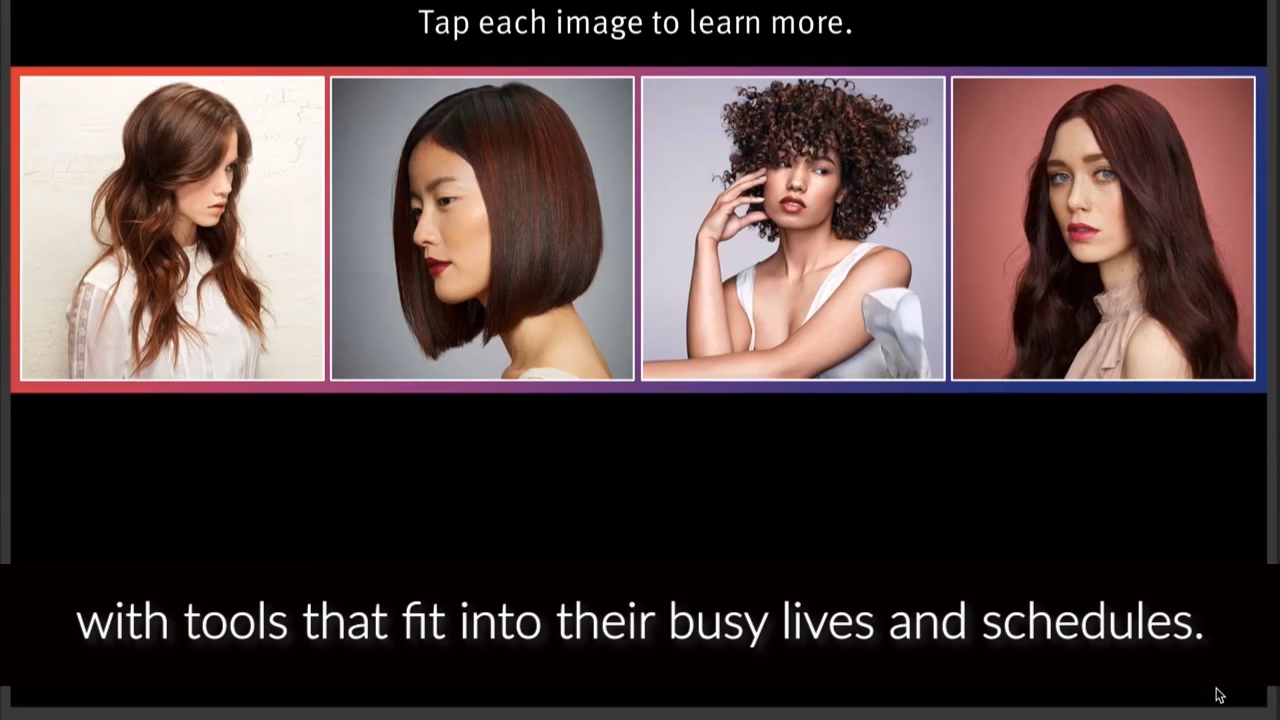 Tap each image to learn more.
with tools that fit into their busy lives and schedules.